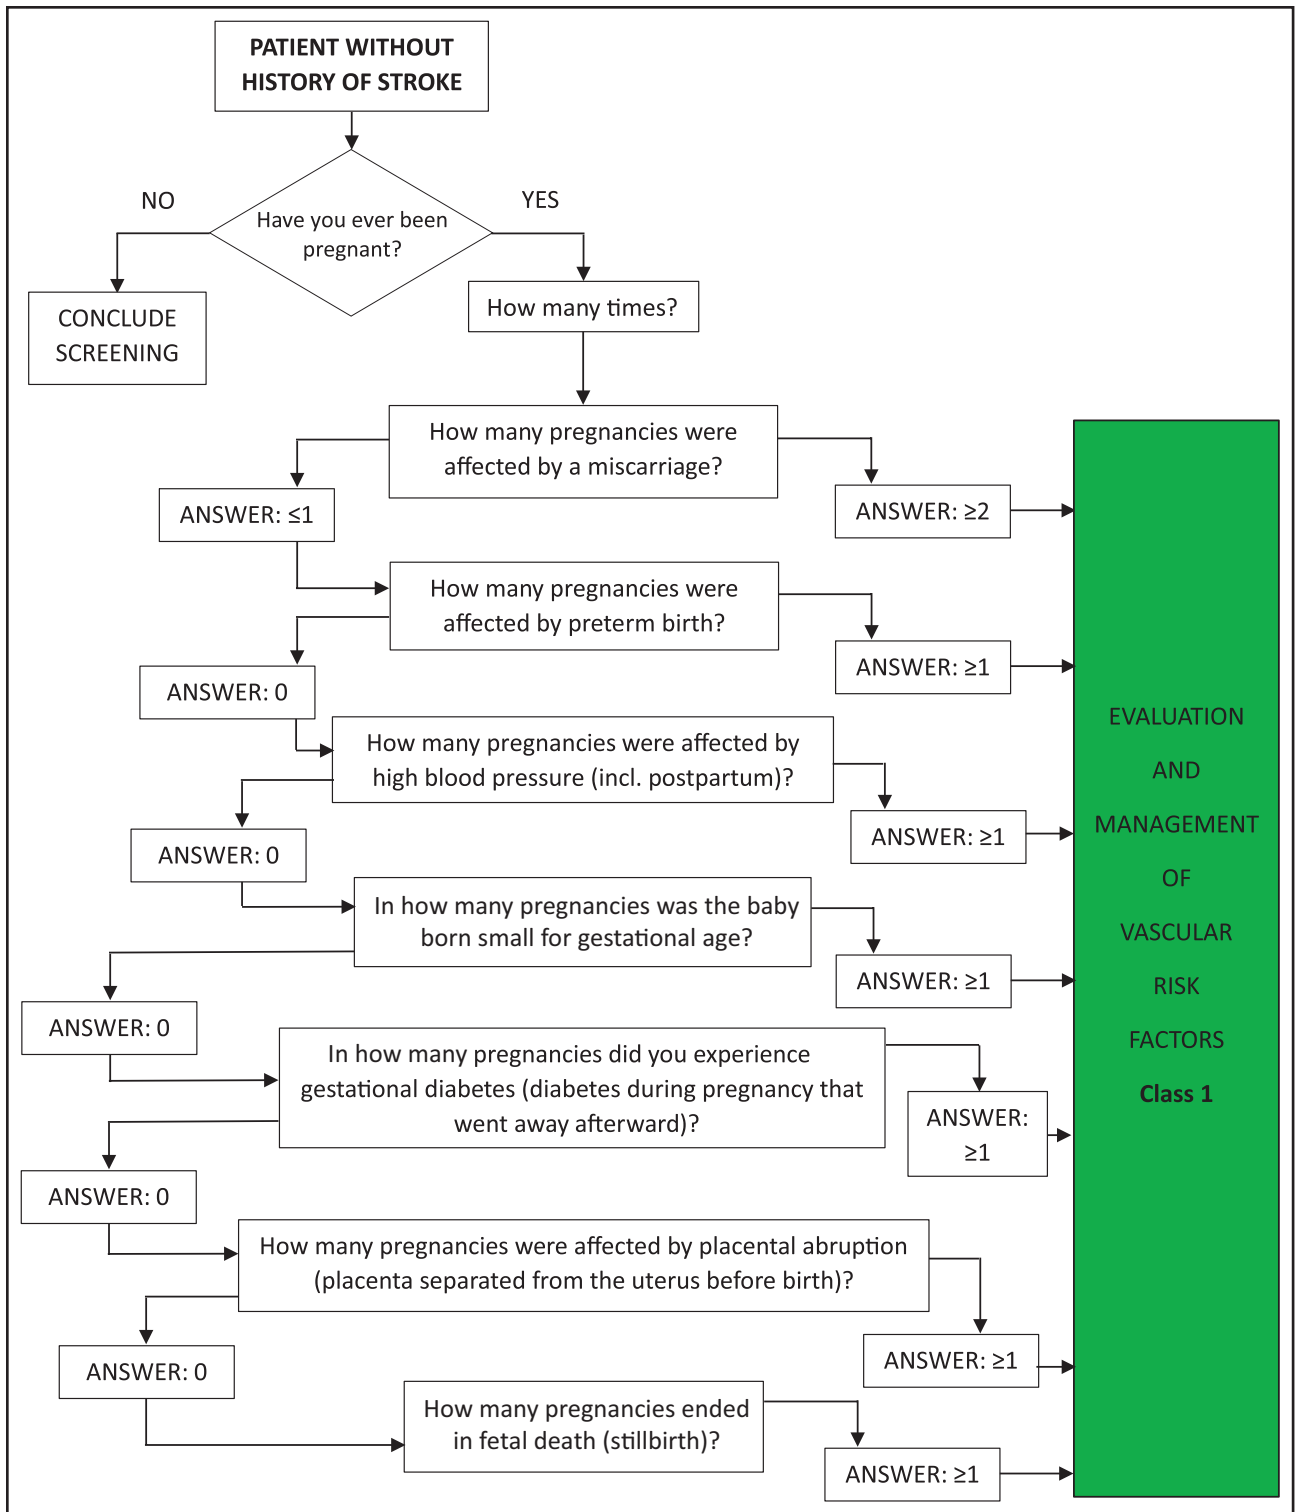 PATIENT WITHOUT
HISTORY OF STROKE
NO
YES
Have you ever been
pregnant?
CONCLUDE
SCREENING
How many times?
How many pregnancies were
affected by a miscarriage?
ANSWER: ≤1
ANSWER: ≥2
How many pregnancies were
affected by preterm birth?
ANSWER: 0
ANSWER: ≥1
How many pregnancies were affected by
high blood pressure (incl. postpartum)?
ANSWER: 0
ANSWER: ≥1
In how many pregnancies was the baby
born small for gestational age?
ANSWER: 0
ANSWER: ≥1
In how many pregnancies did you experience
gestational diabetes (diabetes during pregnancy that
went away afterward)?
ANSWER: 0
ANSWER:
≥1
How many pregnancies were affected by placental abruption
(placenta separated from the uterus before birth)?
ANSWER: 0
ANSWER: ≥1
How many pregnancies ended
in fetal death (stillbirth)?
ANSWER: ≥1
EVALUATION
AND
MANAGEMENT
OF
VASCULAR
RISK
FACTORS
Class 1